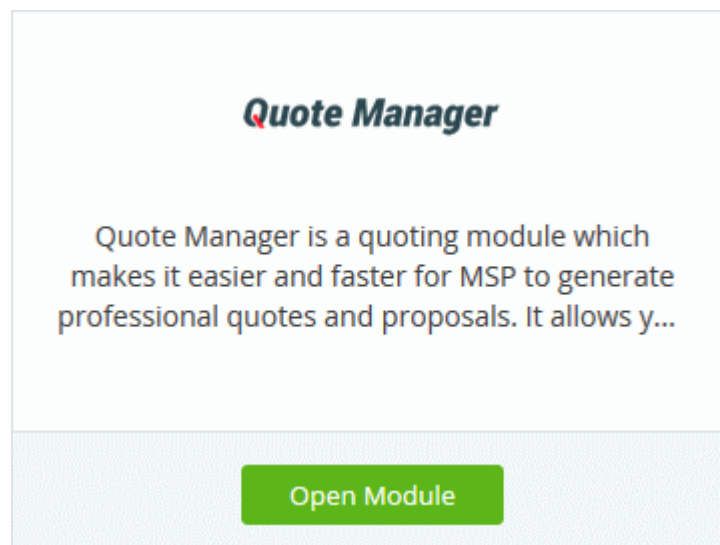 Quote Manager
Quote Manager is a quoting module which
makes it easier and faster for MSP to generate
professional quotes and proposals. It allows y...
Open Module